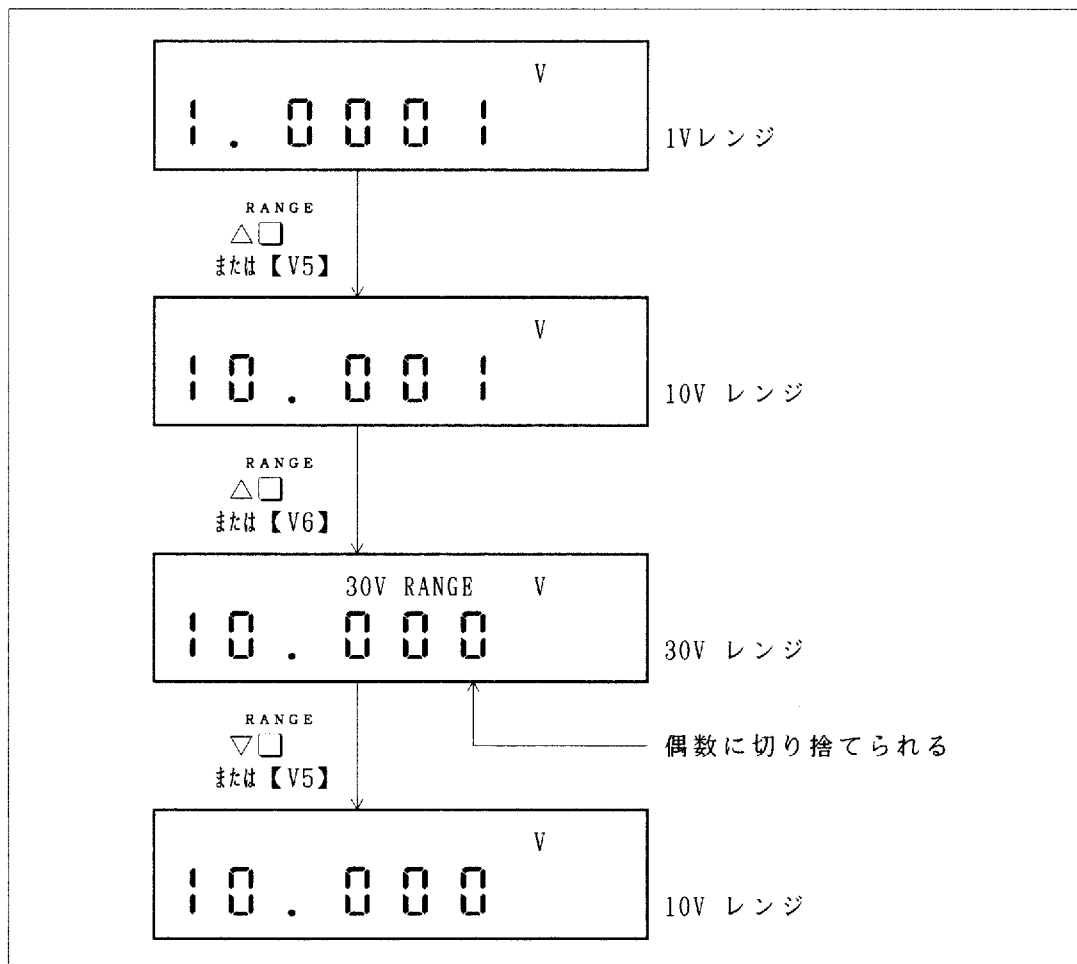 V
1.0001
1Vレンジ
RANGE
△□
または【V5】
V
10.001
10V レンジ
RANGE
△□
または【V6】
30V RANGE V
10.000
30V レンジ
偶数に切り捨てられる
RANGE
▽□
または【V5】
V
10.000
10V レンジ